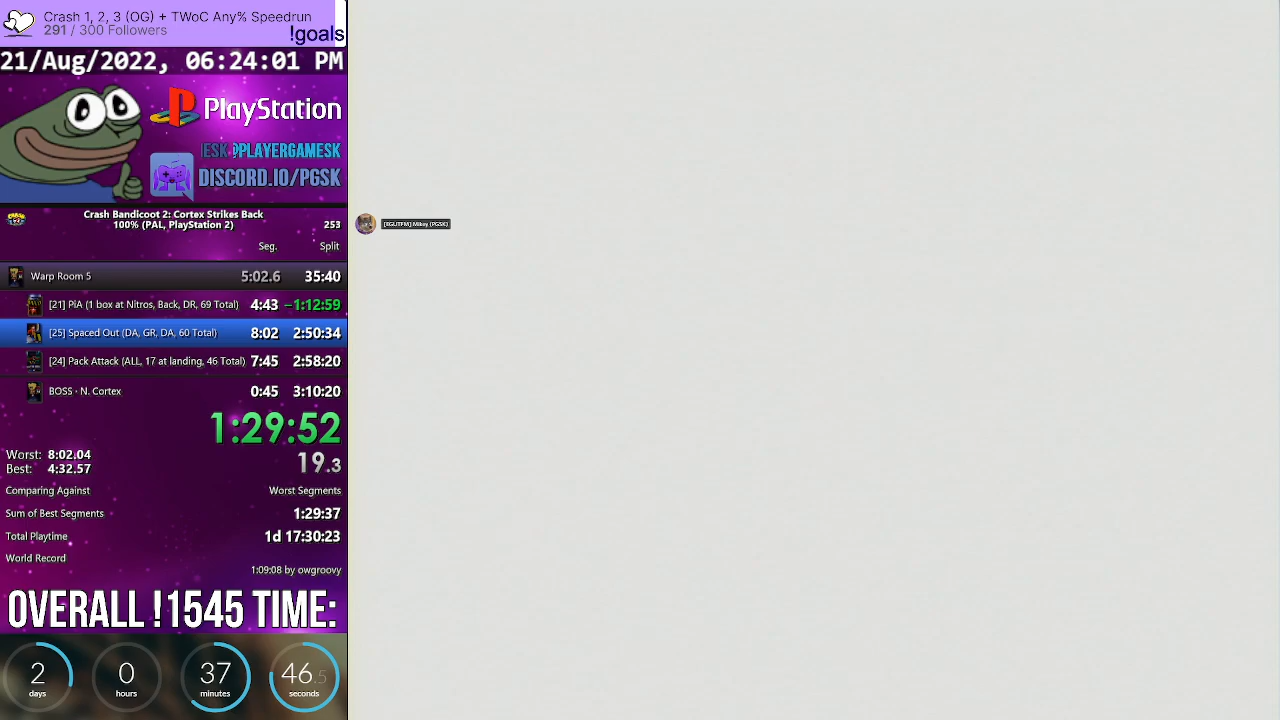 Crash 1, 2, 3 (OG) + TWoC Any% Speedrun
291 / 300 Followers
!goals
21/Aug/2022, 06:24:01 PM
PlayStation
ESK @PLAYERGAMESK
DISCORD.IO/PGSK
Crash Bandicoot 2: Cortex Strikes Back
100% (PAL, PlayStation 2) 253
Seg. Split
Warp Room 5 5:02.6 35:40
[21] PiA (1 box at Nitros, Back, DR, 69 Total) 4:43 −1:12:59
[25] Spaced Out (DA, GR, DA, 60 Total) 8:02 2:50:34
[24] Pack Attack (ALL, 17 at landing, 46 Total) 7:45 2:58:20
BOSS - N. Cortex 0:45 3:10:20
1:29:52
Worst: 8:02.04
Best: 4:32.57
19.3
Comparing Against Worst Segments
Sum of Best Segments 1:29:37
Total Playtime 1d 17:30:23
World Record
1:09:08 by owgroovy
OVERALL !1545 TIME:
2 0 37 46.5
days hours minutes seconds
Mikey (PGSK)